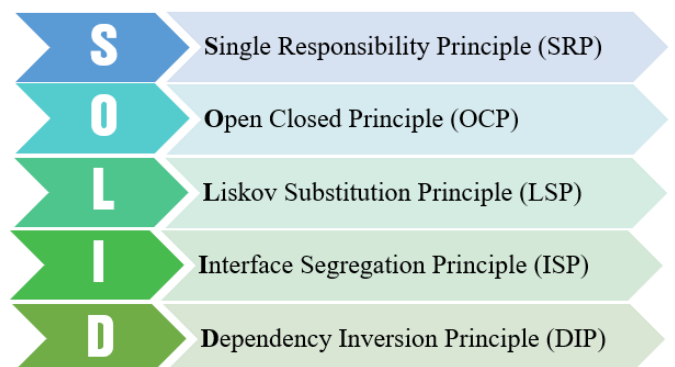 S Single Responsibility Principle (SRP)
O Open Closed Principle (OCP)
L Liskov Substitution Principle (LSP)
I Interface Segregation Principle (ISP)
D Dependency Inversion Principle (DIP)